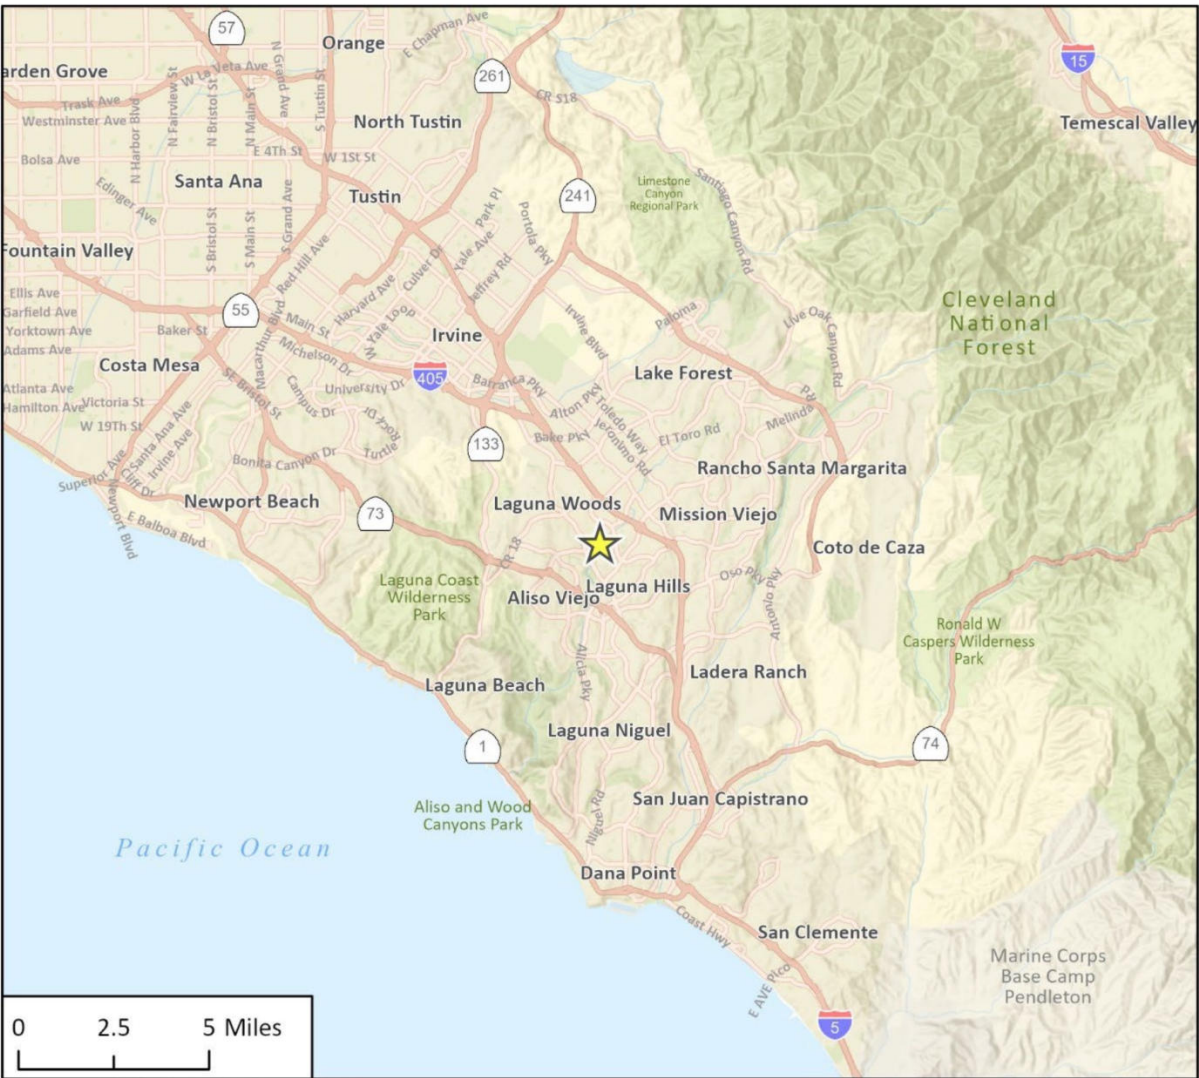 57
Orange
E Chapman Ave
15
arden Grove
W La Veta Ave
N Grand Ave
261
CR S18
Trask Ave
Westminster Ave
N Harbor Blvd
N Fairview St
N Bristol St
N Main St
S Tustin St
North Tustin
Temescal Valley
Bolsa Ave
E 4Th St
W 1St St
Santa Ana
Tustin
Edinger Ave
241
Limestone
Canyon
Regional Park
Santiago Canyon Rd
Park Pl
Portola Pky
Fountain Valley
S Bristol St
S Main St
S Grand Ave
Red Hill Ave
Culver Dr
Yale Ave
Jeffrey Rd
Harvard Ave
Ellis Ave
Garfield Ave
Yorktown Ave
Adams Ave
55
Baker St
Macarthur Blvd
Main St
W Yale Loop
Irvine
Irvine Blvd
Paloma
Live Oak Canyon Rd
Cleveland
National
Forest
Costa Mesa
Michelson Dr
405
Barranca Pky
Lake Forest
Atlanta Ave
Hamilton Ave
Victoria St
W 19Th St
SE Bristol St
Campus Dr
University Dr
Turtle
Rock Dr
Alton Pky
Toledo Way
Jeronimo Rd
Bake Pky
El Toro Rd
Melinda
Rd
Santa Ana Ave
Irvine Ave
133
Bonita Canyon Dr
Rancho Santa Margarita
Superior Ave
Cliff Dr
Newport Blvd
Newport Beach
E Balboa Blvd
73
Laguna Woods
Mission Viejo
Coto de Caza
CR 18
Laguna Coast
Wilderness
Park
Aliso Viejo
Laguna Hills
Oso Pky
Antonio Pky
Ronald W
Caspers Wilderness
Park
Laguna Beach
Alicia Pky
Ladera Ranch
1
Laguna Niguel
74
Aliso and Wood
Canyons Park
Niguel Rd
San Juan Capistrano
Pacific Ocean
Dana Point
Coast Hwy
San Clemente
E AVE Pico
Marine Corps
Base Camp
Pendleton
5
0 2.5 5 Miles